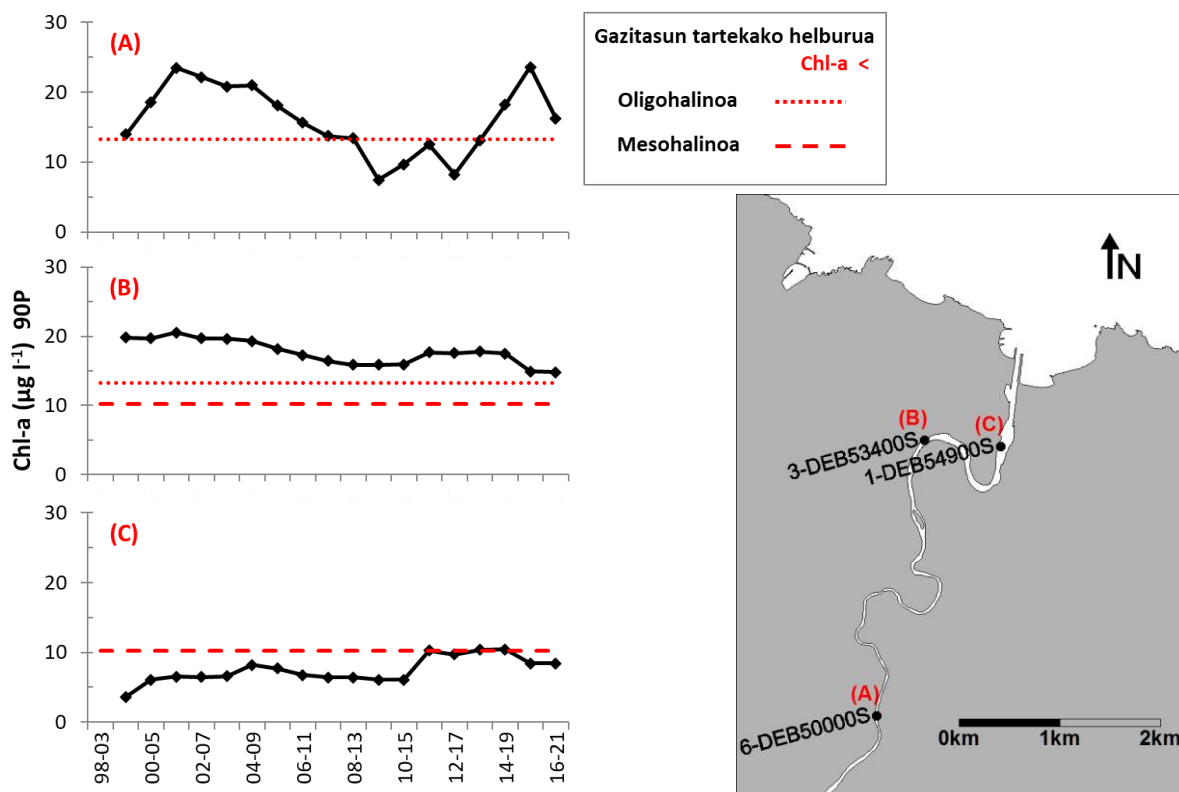 30
20
10
0
(A)
30
20
10
0
(B)
30
20
10
0
(C)
Chl-a (µg l-1) 90P
98-03
00-05
02-07
04-09
06-11
08-13
10-15
12-17
14-19
16-21
Gazitasun tartekako helburua
Chl-a <
Oligohalinoa
Mesohalinoa
N
(B)
3-DEB53400S
(C)
1-DEB54900S
(A)
6-DEB50000S
0km 1km 2km